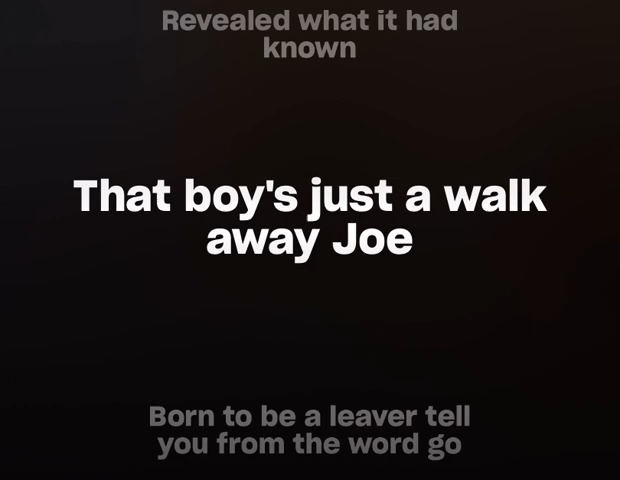 Revealed what it had
known
That boy's just a walk
away Joe
Born to be a leaver tell
you from the word go